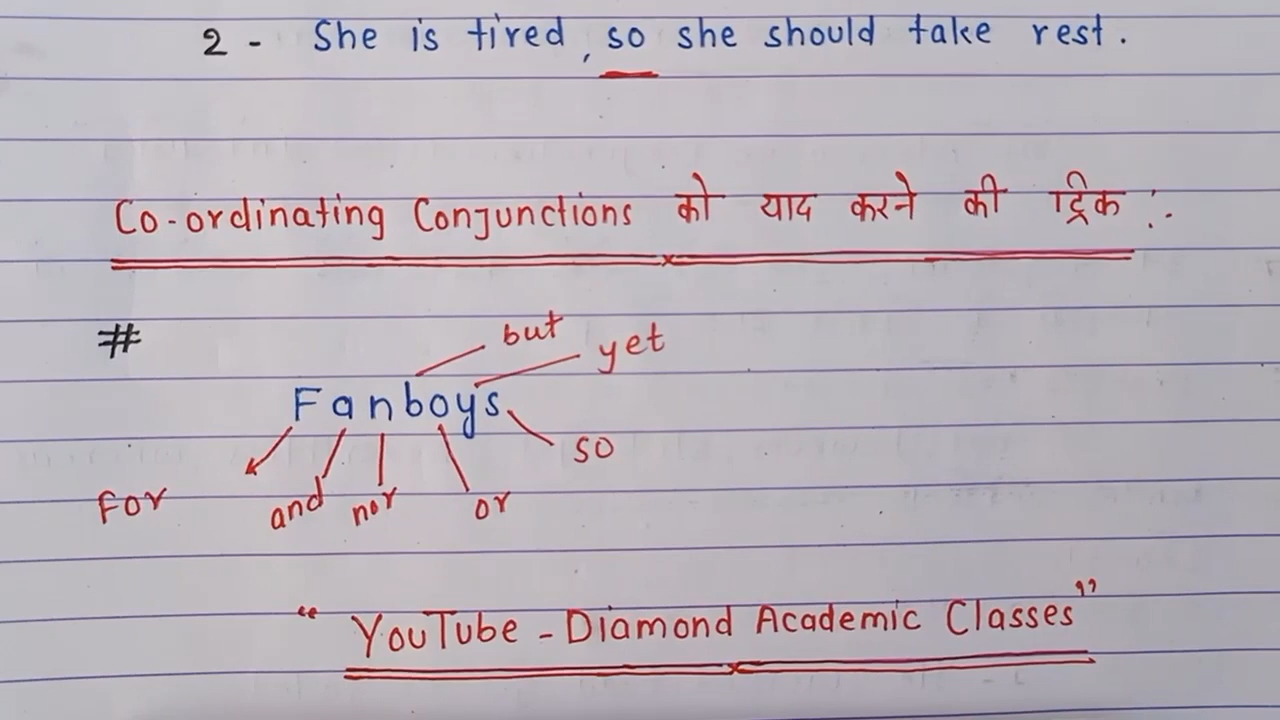 2 - She is tired, so she should take rest.
Co-ordinating Conjunctions को याद करने की ट्रिक :-
#
but
yet
Fanboys
so
For and nor or
"YouTube - Diamond Academic Classes"